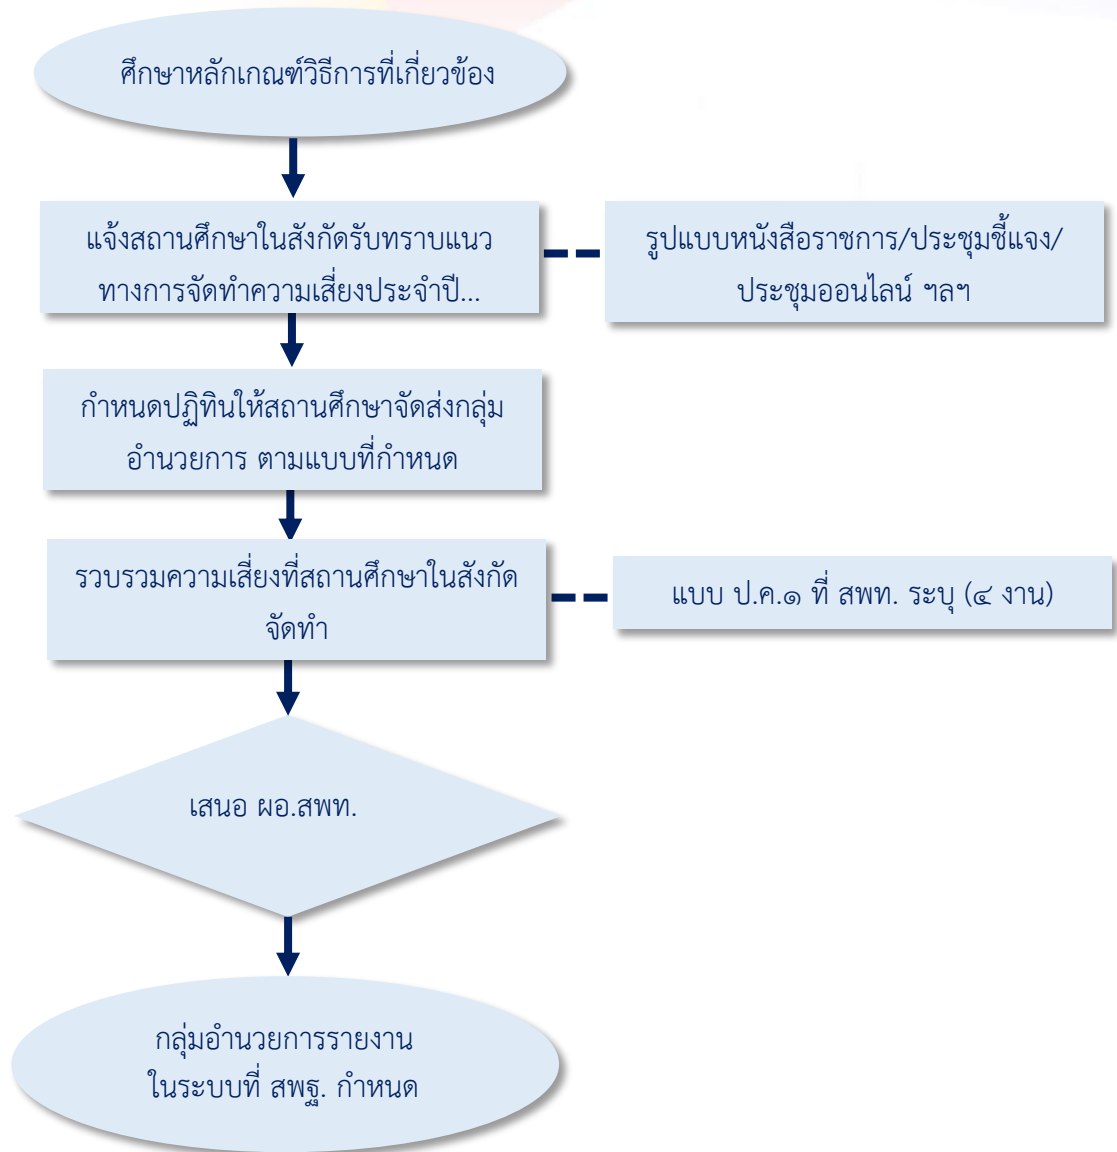 ศึกษาหลักเกณฑ์วิธีการที่เกี่ยวข้อง
แจ้งสถานศึกษาในสังกัดรับทราบแนว
ทางการจัดทำความเสี่ยงประจำปี...
รูปแบบหนังสือราชการ/ประชุมชี้แจง/
ประชุมออนไลน์ ฯลฯ
กำหนดปฏิทินให้สถานศึกษาจัดส่งกลุ่ม
อำนวยการ ตามแบบที่กำหนด
รวบรวมความเสี่ยงที่สถานศึกษาในสังกัด
จัดทำ
แบบ ป.ค.๑ ที่ สพท. ระบุ (๔ งาน)
เสนอ ผอ.สพท.
กลุ่มอำนวยการรายงาน
ในระบบที่ สพฐ. กำหนด